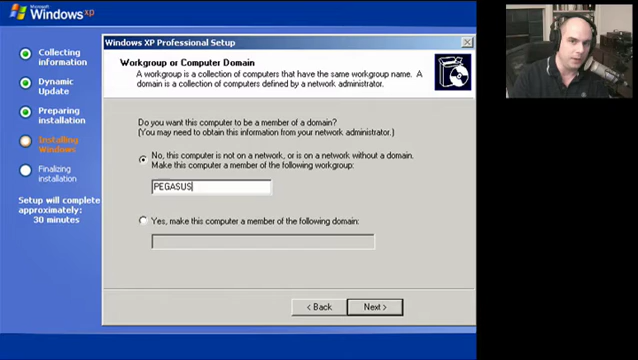 Microsoft
Windows xp
Collecting
information
Dynamic
Update
Preparing
installation
Installing
Windows
Finalizing
installation
Setup will complete
approximately:
30 minutes
Windows XP Professional Setup
Workgroup or Computer Domain
A workgroup is a collection of computers that have the same workgroup name. A
domain is a collection of computers defined by a network administrator.
Do you want this computer to be a member of a domain?
(You may need to obtain this information from your network administrator.)
No, this computer is not on a network, or is on a network without a domain.
Make this computer a member of the following workgroup:
PEGASUS
Yes, make this computer a member of the following domain:
< Back
Next >